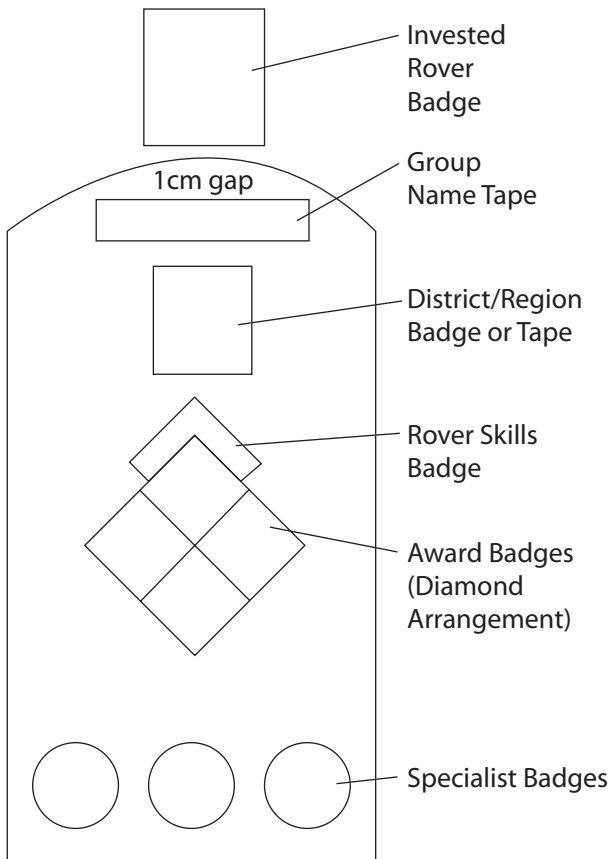 Invested
Rover
Badge
Group
Name Tape
1cm gap
District/Region
Badge or Tape
Rover Skills
Badge
Award Badges
(Diamond
Arrangement)
Specialist Badges